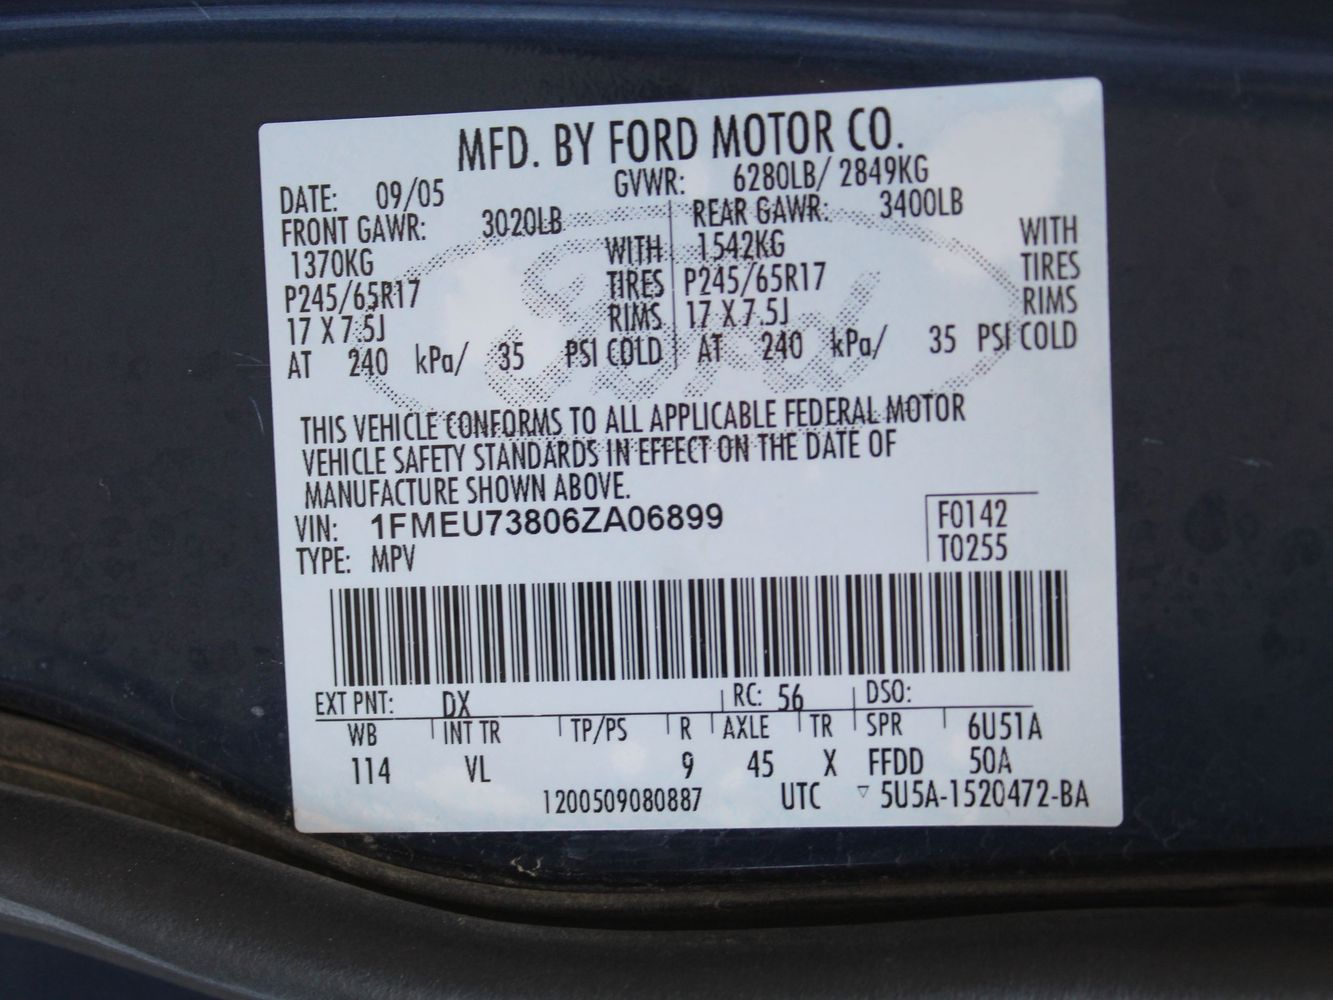 MFD. BY FORD MOTOR CO.
DATE: 09/05 GVWR: 6280LB/ 2849KG
FRONT GAWR: 3020LB REAR GAWR: 3400LB
1370KG WITH 1542KG WITH
P245/65R17 TIRES P245/65R17 TIRES
17 X 7.5J RIMS 17 X 7.5J RIMS
AT 240 kPa/ 35 PSI COLD AT 240 kPa/ 35 PSI COLD
Ford
THIS VEHICLE CONFORMS TO ALL APPLICABLE FEDERAL MOTOR
VEHICLE SAFETY STANDARDS IN EFFECT ON THE DATE OF
MANUFACTURE SHOWN ABOVE.
VIN: 1FMEU73806ZA06899 F0142
TYPE: MPV T0255
EXT PNT: DX RC: 56 DSO:
WB INT TR TP/PS R AXLE TR SPR 6U51A
114 VL 9 45 X FFDD 50A
1200509080887 UTC ▽ 5U5A-1520472-BA